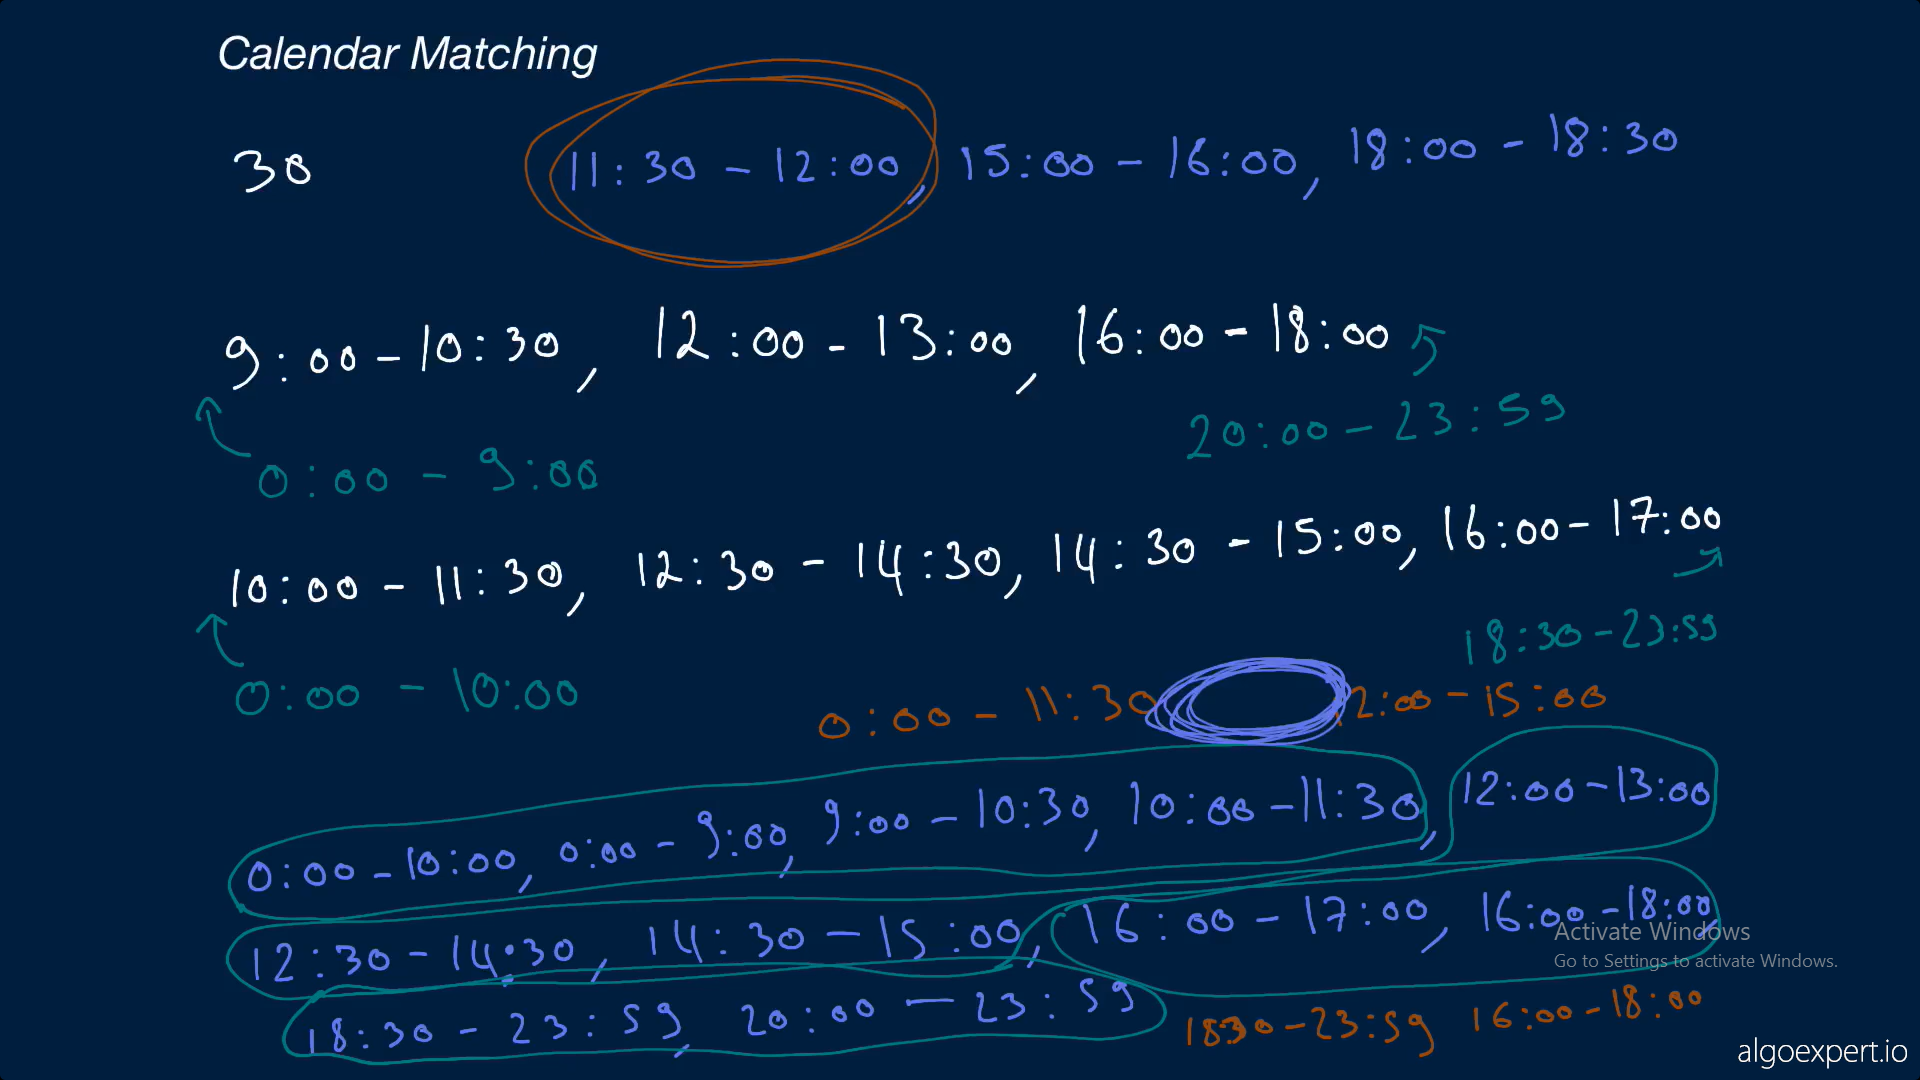 Calendar Matching
30 11:30 - 12:00, 15:00 - 16:00, 18:00 - 18:30
9:00 - 10:30, 12:00 - 13:00, 16:00 - 18:00
20:00 - 23:59
0:00 - 9:00
10:00 - 11:30, 12:30 - 14:30, 14:30 - 15:00, 16:00 - 17:00
18:30 - 23:59
0:00 - 10:00
0:00 - 11:30 12:00 - 15:00
0:00 - 10:00, 0:00 - 9:00, 9:00 - 10:30, 10:00 - 11:30, 12:00 - 13:00
12:30 - 14:30, 14:30 - 15:00, 16:00 - 17:00, 16:00 - 18:00,
Activate Windows
Go to Settings to activate Windows.
18:30 - 23:59, 20:00 - 23:59
1830 - 23:59 16:00 - 18:00
algoexpert.io